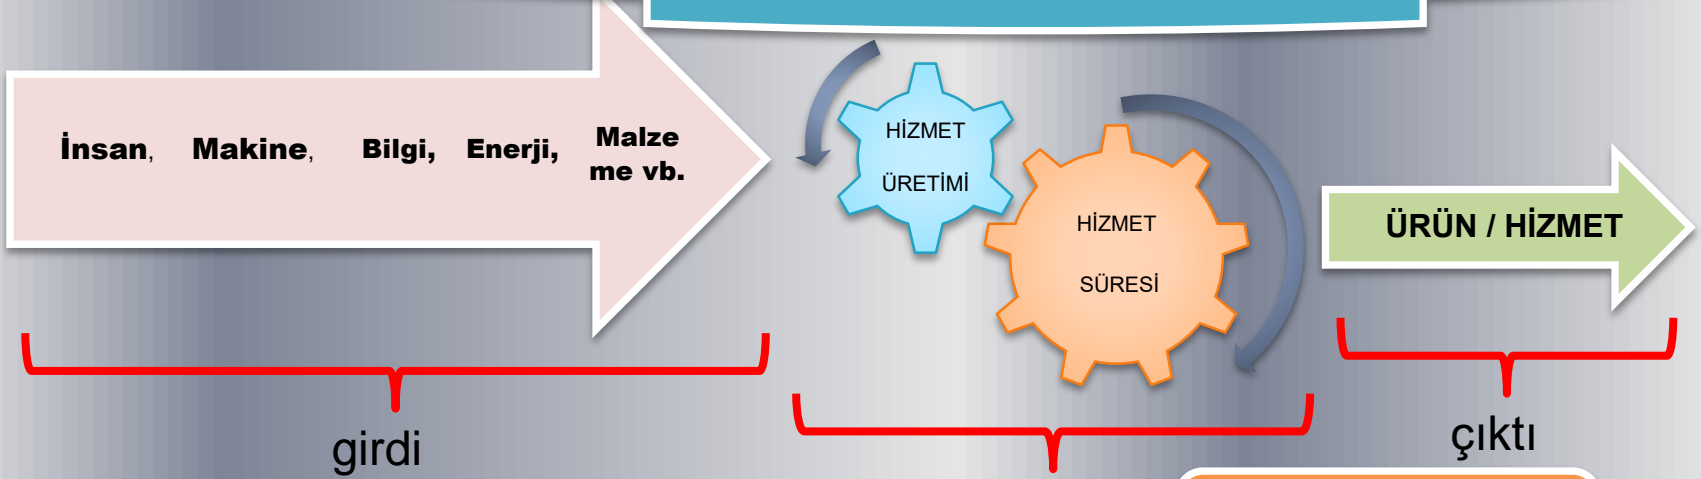 İnsan, Makine, Bilgi, Enerji, Malze
me vb.
HİZMET
ÜRETİMİ
HİZMET
SÜRESİ
ÜRÜN / HİZMET
girdi
çıktı